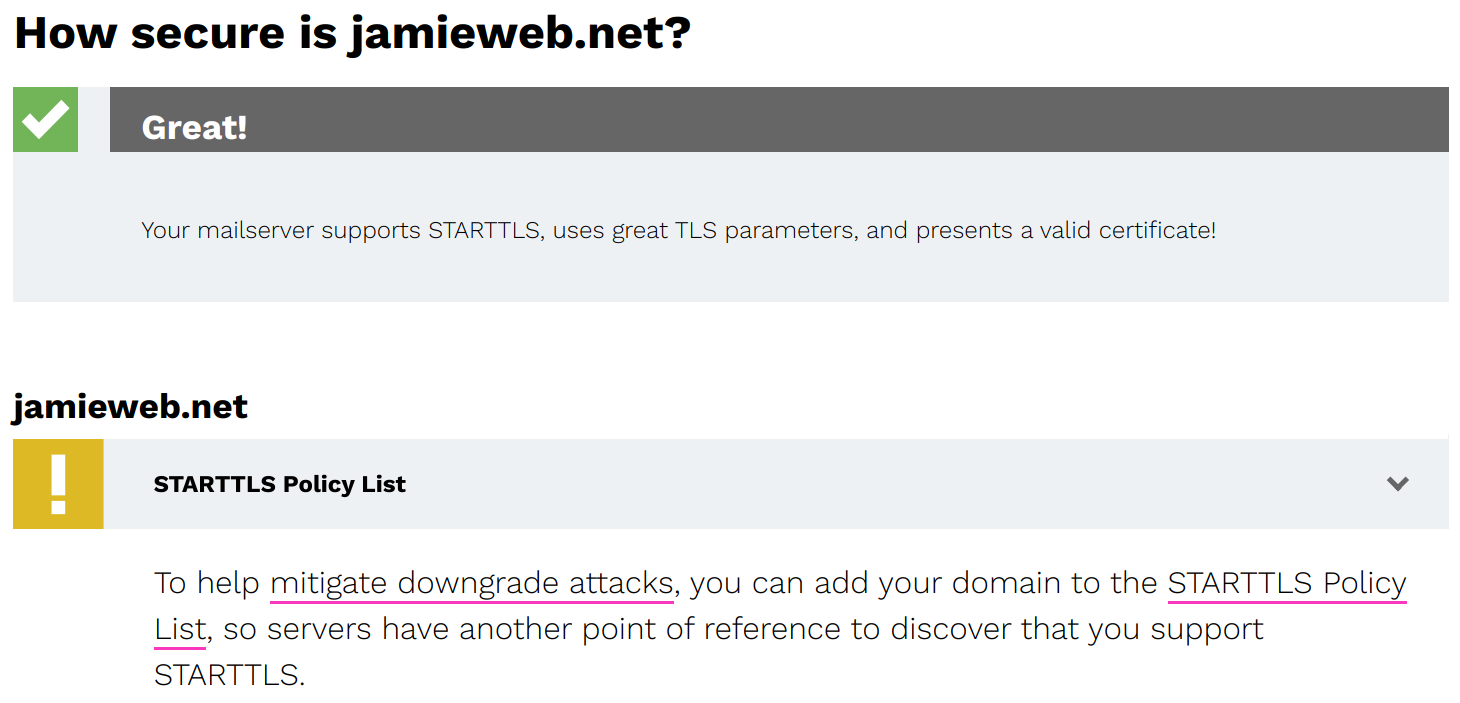 How secure is jamieweb.net?
Great!
Your mailserver supports STARTTLS, uses great TLS parameters, and presents a valid certificate!
jamieweb.net
STARTTLS Policy List
To help mitigate downgrade attacks, you can add your domain to the STARTTLS Policy
List, so servers have another point of reference to discover that you support
STARTTLS.